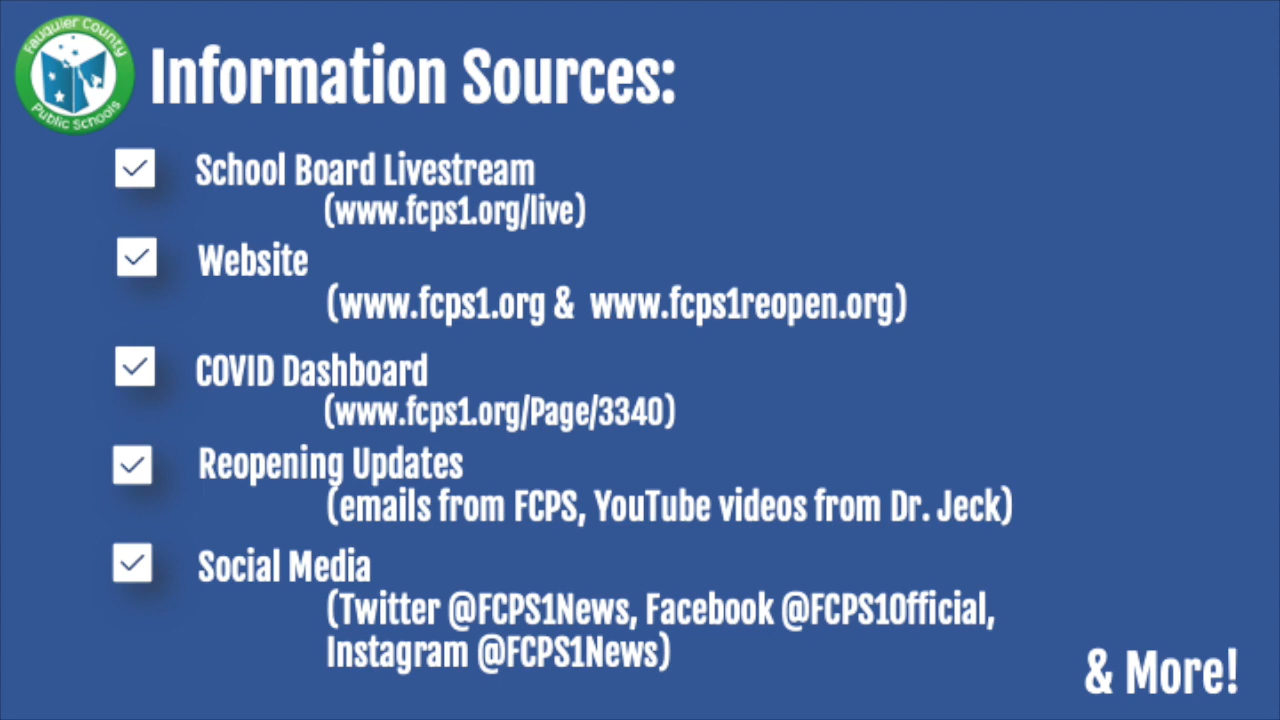 Fauquier County
Public Schools
Information Sources:
School Board Livestream
(www.fcps1.org/live)
Website
(www.fcps1.org & www.fcps1reopen.org)
COVID Dashboard
(www.fcps1.org/Page/3340)
Reopening Updates
(emails from FCPS, YouTube videos from Dr. Jeck)
Social Media
(Twitter @FCPS1News, Facebook @FCPS1Official,
Instagram @FCPS1News)
& More!